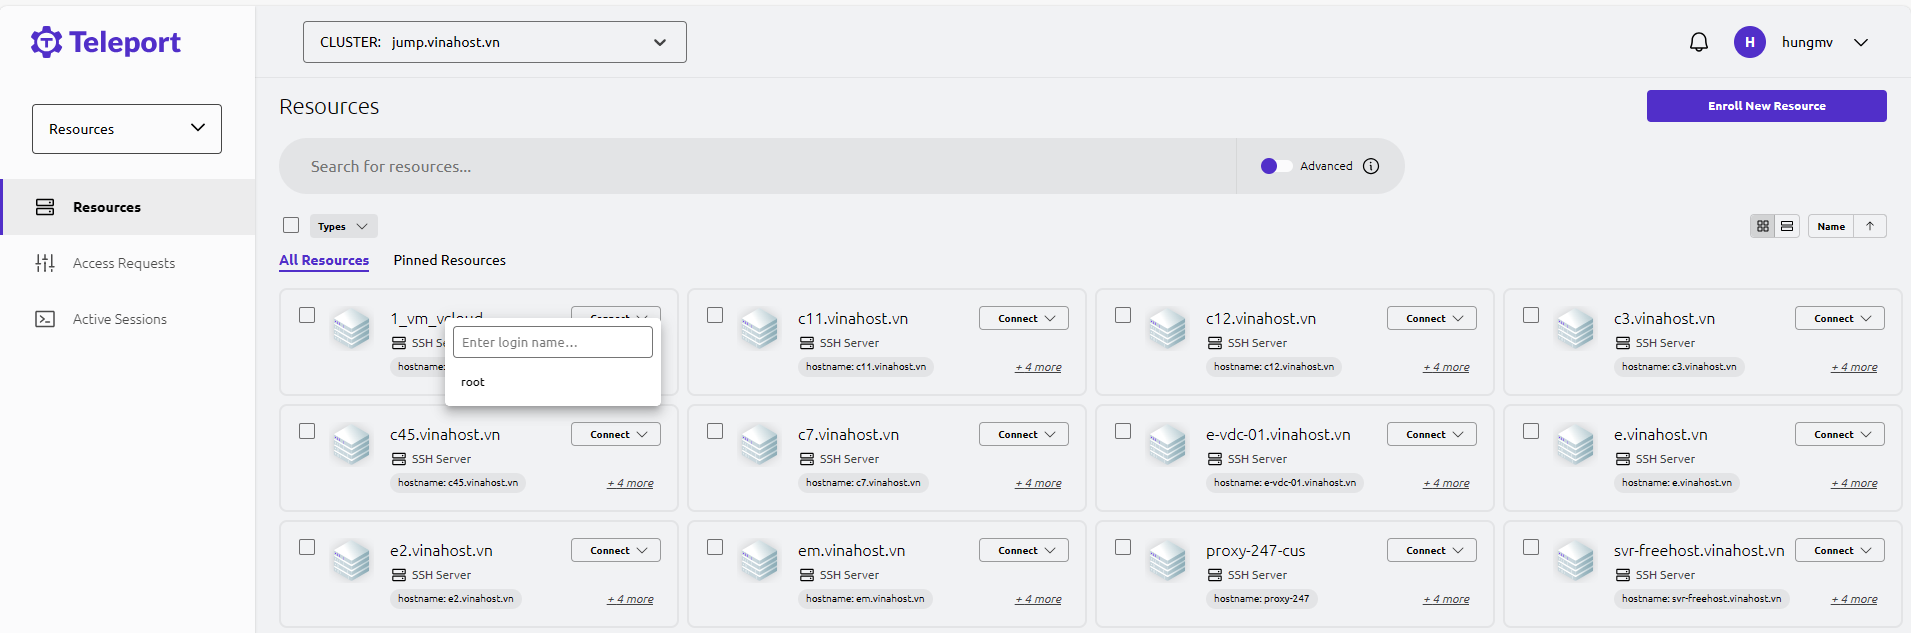 Teleport
CLUSTER: jump.vinahost.vn
H hungmv
Resources
Resources
Access Requests
Active Sessions
Resources
Enroll New Resource
Search for resources...
Advanced
Types
Name
All Resources Pinned Resources
1_vm_vcloud Connect
SSH Se
hostname:
Enter login name...
root
c11.vinahost.vn Connect
SSH Server
hostname: c11.vinahost.vn + 4 more
c12.vinahost.vn Connect
SSH Server
hostname: c12.vinahost.vn + 4 more
c3.vinahost.vn Connect
SSH Server
hostname: c3.vinahost.vn + 4 more
c45.vinahost.vn Connect
SSH Server
hostname: c45.vinahost.vn + 4 more
c7.vinahost.vn Connect
SSH Server
hostname: c7.vinahost.vn + 4 more
e-vdc-01.vinahost.vn Connect
SSH Server
hostname: e-vdc-01.vinahost.vn + 4 more
e.vinahost.vn Connect
SSH Server
hostname: e.vinahost.vn + 4 more
e2.vinahost.vn Connect
SSH Server
hostname: e2.vinahost.vn + 4 more
em.vinahost.vn Connect
SSH Server
hostname: em.vinahost.vn + 4 more
proxy-247-cus Connect
SSH Server
hostname: proxy-247 + 4 more
svr-freehost.vinahost.vn Connect
SSH Server
hostname: svr-freehost.vinahost.vn + 4 more